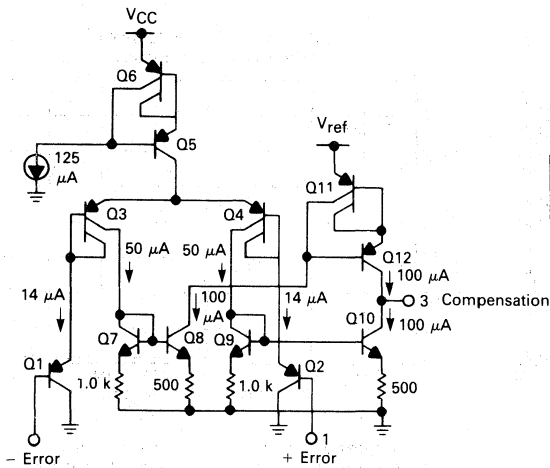 VCC
Q6
Q5
125
μA
Vref
Q11
Q3
Q4
Q12
50 μA
50 μA
100 μA
14 μA
100
μA
14 μA
3 Compensation
100 μA
Q10
Q7
Q8
Q9
Q1
Q2
1.0 k
500
1.0 k
500
1
– Error
+ Error